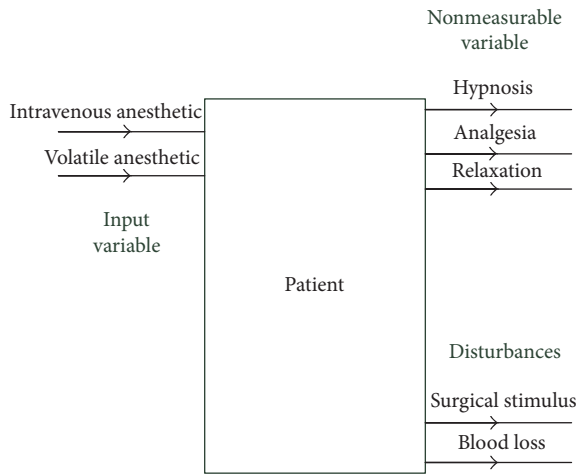 Nonmeasurable
variable
Hypnosis
Intravenous anesthetic
Analgesia
Volatile anesthetic
Relaxation
Input
variable
Patient
Disturbances
Surgical stimulus
Blood loss